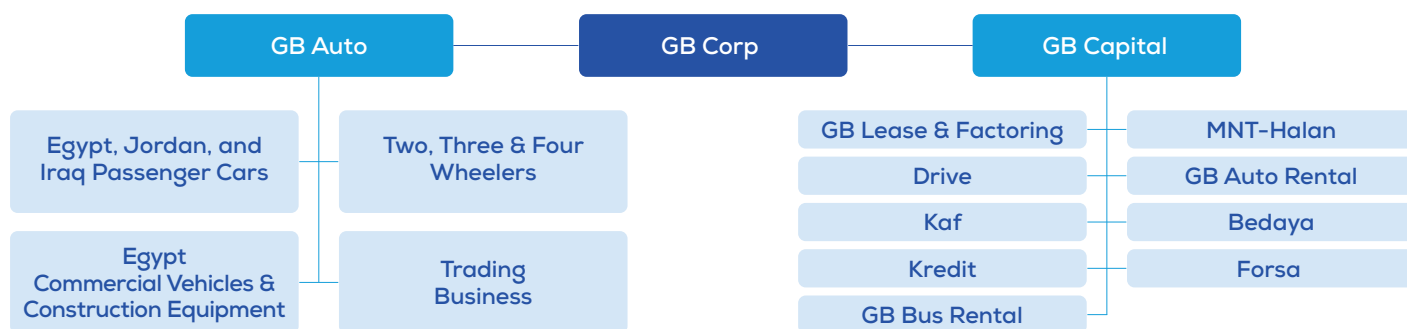 GB Auto
GB Corp
GB Capital
Egypt, Jordan, and
Iraq Passenger Cars
Two, Three & Four
Wheelers
Egypt
Commercial Vehicles &
Construction Equipment
Trading
Business
GB Lease & Factoring
MNT-Halan
Drive
GB Auto Rental
Kaf
Bedaya
Kredit
Forsa
GB Bus Rental